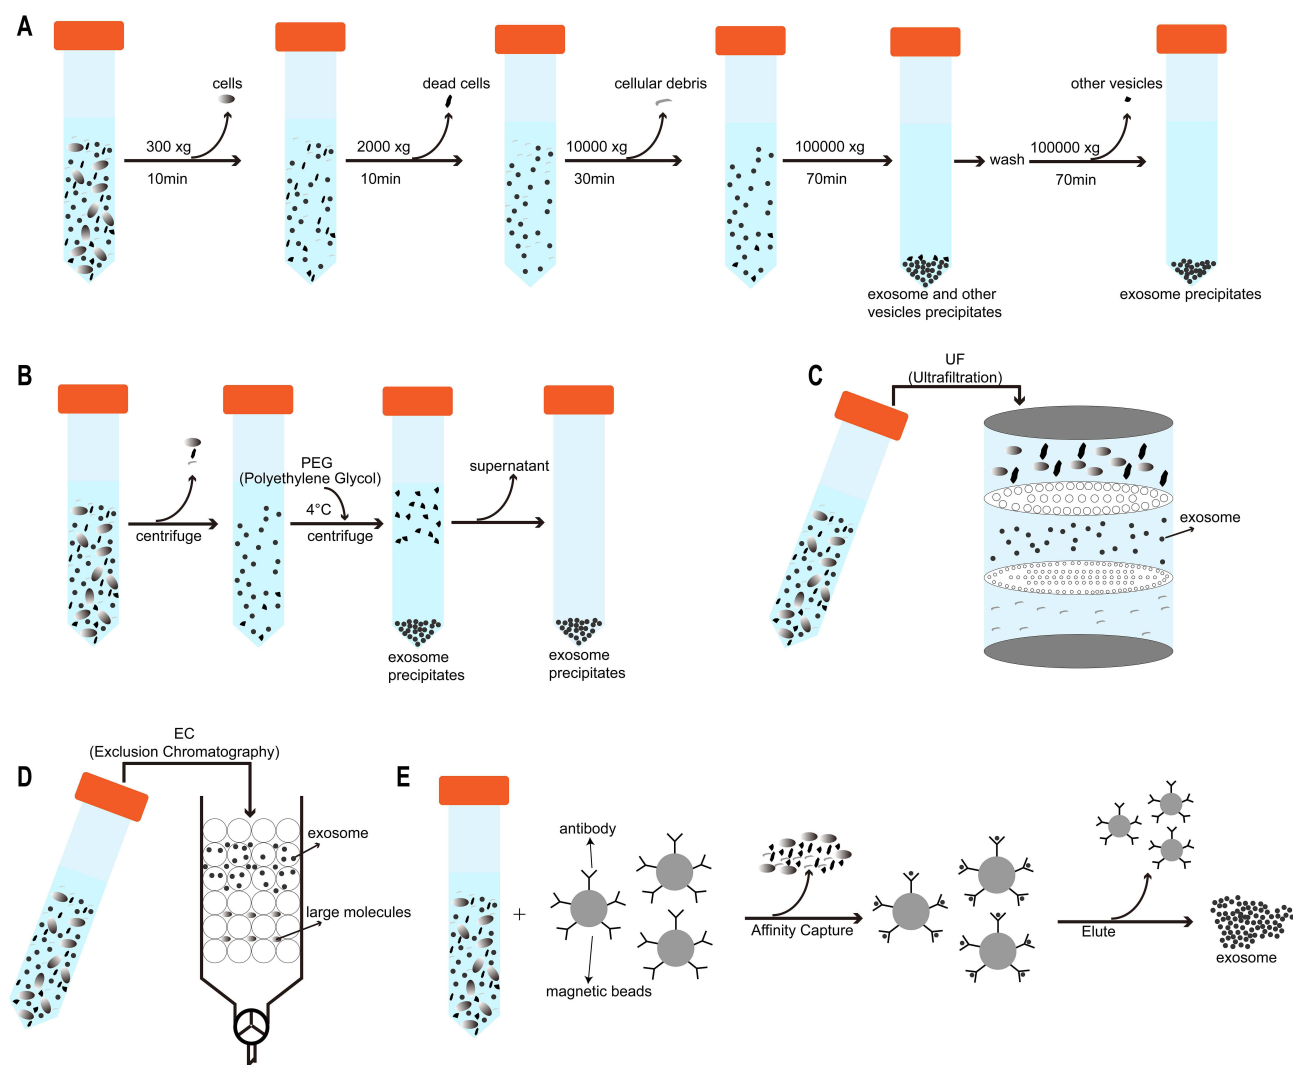 A
cells
dead cells
cellular debris
other vesicles
300 xg
10min
2000 xg
10min
10000 xg
30min
100000 xg
70min
wash
100000 xg
70min
exosome and other
vesicles precipitates
exosome precipitates
B
centrifuge
PEG
(Polyethylene Glycol)
4°C
centrifuge
supernatant
exosome
precipitates
exosome
precipitates
C
UF
(Ultrafiltration)
exosome
D
EC
(Exclusion Chromatography)
exosome
large molecules
E
+
antibody
magnetic beads
Affinity Capture
Elute
exosome